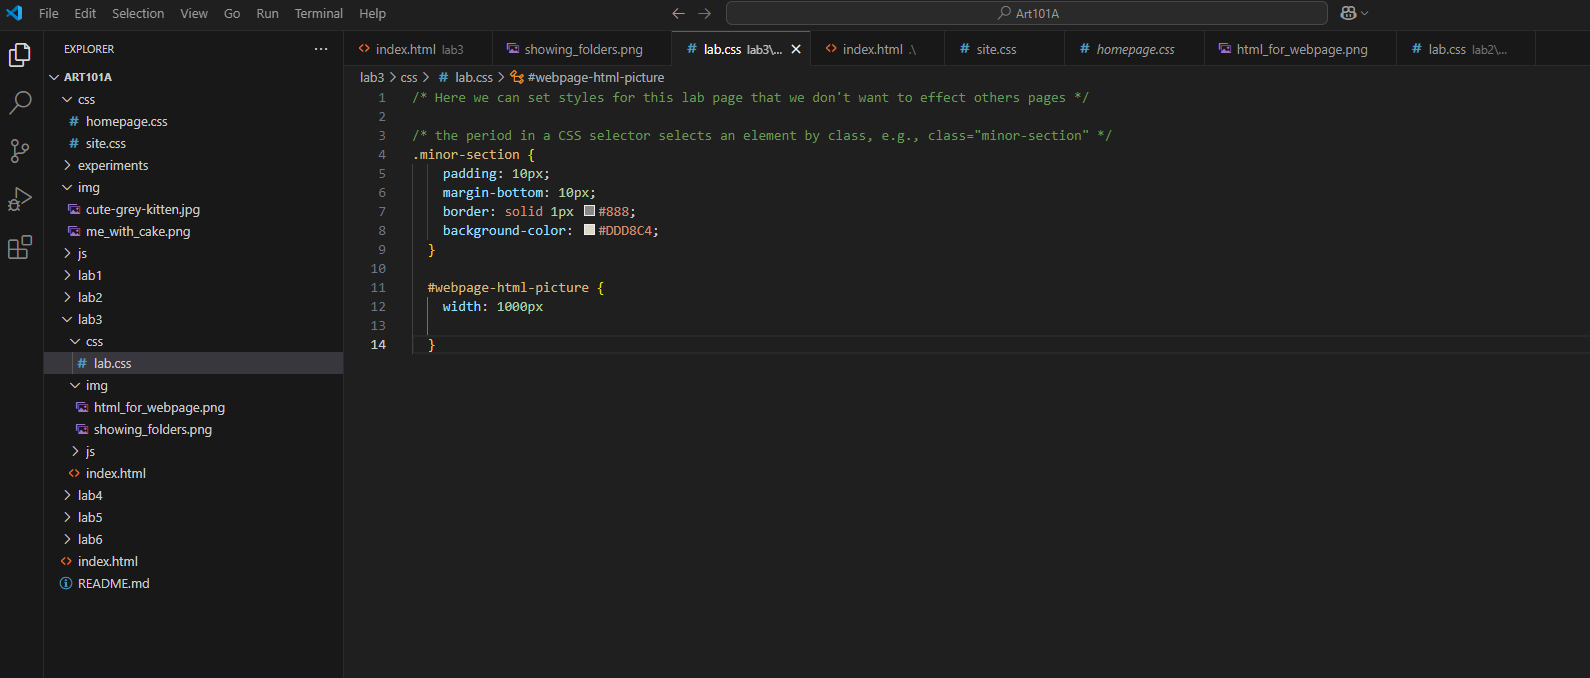 File Edit Selection View Go Run Terminal Help
Art101A
EXPLORER
ART101A
css
# homepage.css
# site.css
experiments
img
cute-grey-kitten.jpg
me_with_cake.png
js
lab1
lab2
lab3
css
# lab.css
img
html_for_webpage.png
showing_folders.png
js
<> index.html
lab4
lab5
lab6
<> index.html
README.md
<> index.html lab3
showing_folders.png
# lab.css lab3\...
<> index.html .\
# site.css
# homepage.css
html_for_webpage.png
# lab.css lab2\...
lab3 > css > # lab.css > #webpage-html-picture
1 /* Here we can set styles for this lab page that we don't want to effect others pages */
2
3 /* the period in a CSS selector selects an element by class, e.g., class="minor-section" */
4 .minor-section {
5 padding: 10px;
6 margin-bottom: 10px;
7 border: solid 1px #888;
8 background-color: #DDD8C4;
9 }
10
11 #webpage-html-picture {
12 width: 1000px
13
14 }